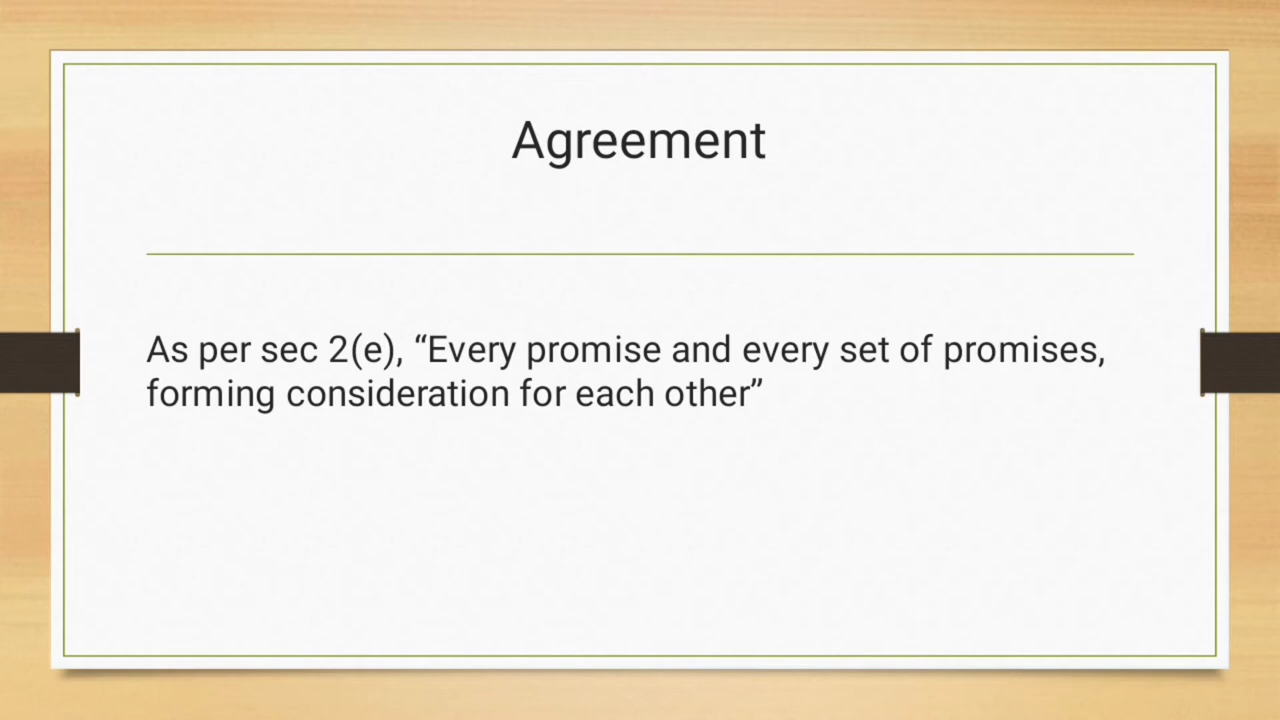 Agreement
As per sec 2(e), “Every promise and every set of promises,
forming consideration for each other”